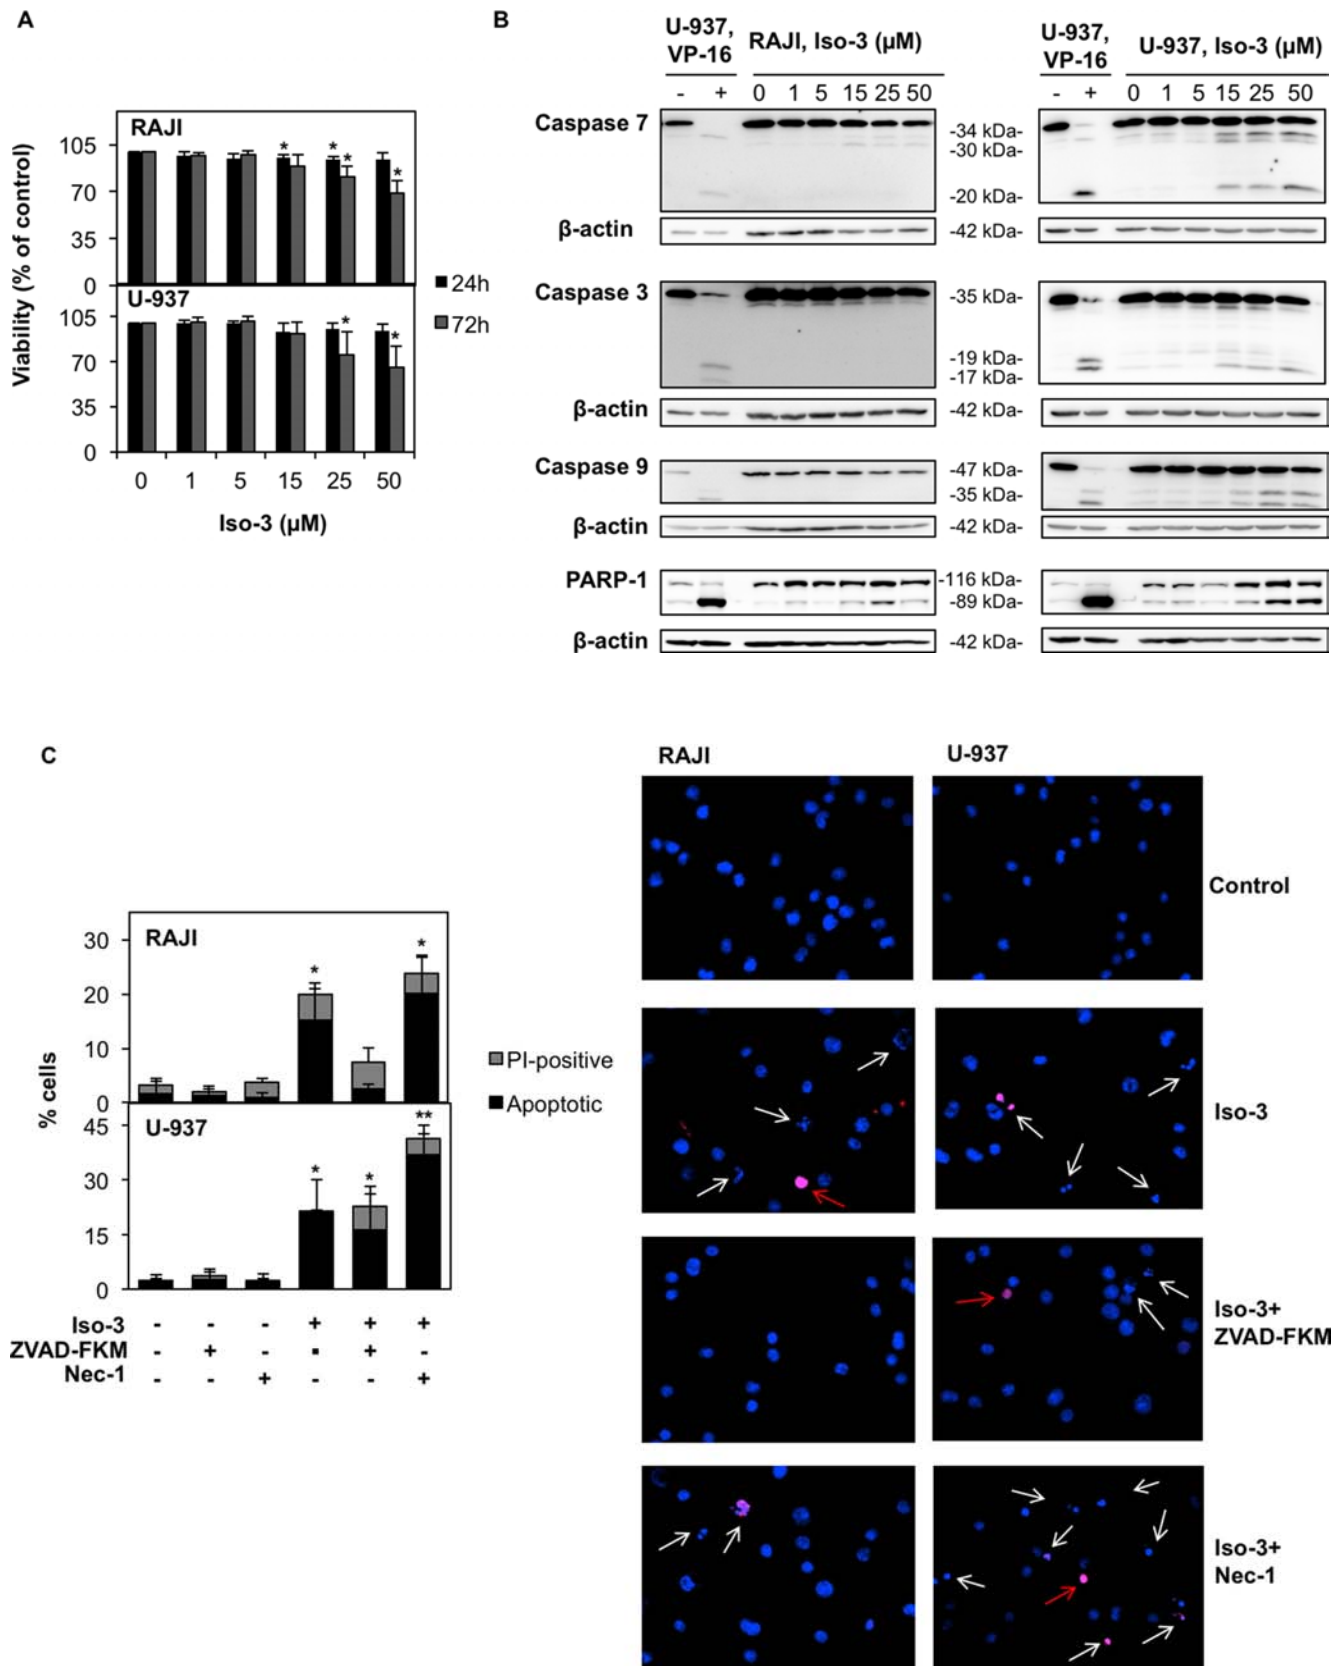 A
RAJI
105
70
35
0
U-937
105
70
35
0
Viability (% of control)
0 1 5 15 25 50
Iso-3 (µM)
24h
72h
* * * * *
* *
B
U-937,
VP-16
RAJI, Iso-3 (µM)
U-937,
VP-16
U-937, Iso-3 (µM)
- + 0 1 5 15 25 50
- + 0 1 5 15 25 50
Caspase 7
-34 kDa-
-30 kDa-
-20 kDa-
β-actin
-42 kDa-
Caspase 3
-35 kDa-
-19 kDa-
-17 kDa-
β-actin
-42 kDa-
Caspase 9
-47 kDa-
-35 kDa-
β-actin
-42 kDa-
PARP-1
-116 kDa-
-89 kDa-
β-actin
-42 kDa-
C
RAJI
30
20
10
0
* *
U-937
45
30
15
0
* * **
% cells
PI-positive
Apoptotic
Iso-3 - - - + + +
ZVAD-FKM - + - ▪ + -
Nec-1 - - + - - +
RAJI
U-937
Control
Iso-3
Iso-3+
ZVAD-FKM
Iso-3+
Nec-1